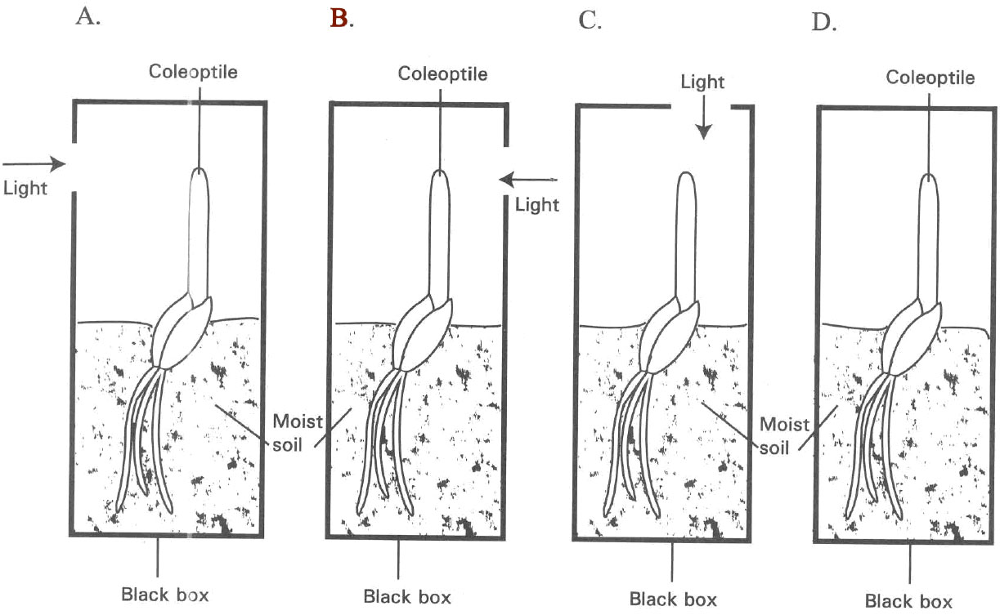 A.
B.
C.
D.
Coleoptile
Coleoptile
Light
Coleoptile
Light
Light
Moist
soil
Moist
soil
Black box
Black box
Black box
Black box